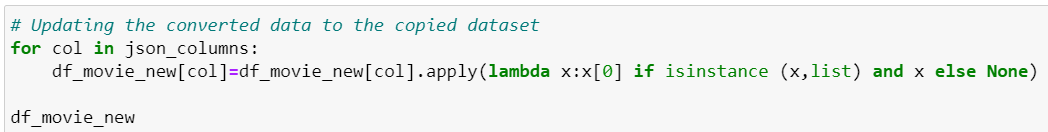 # Updating the converted data to the copied dataset
for col in json_columns:
    df_movie_new[col]=df_movie_new[col].apply(lambda x:x[0] if isinstance (x,list) and x else None)
df_movie_new